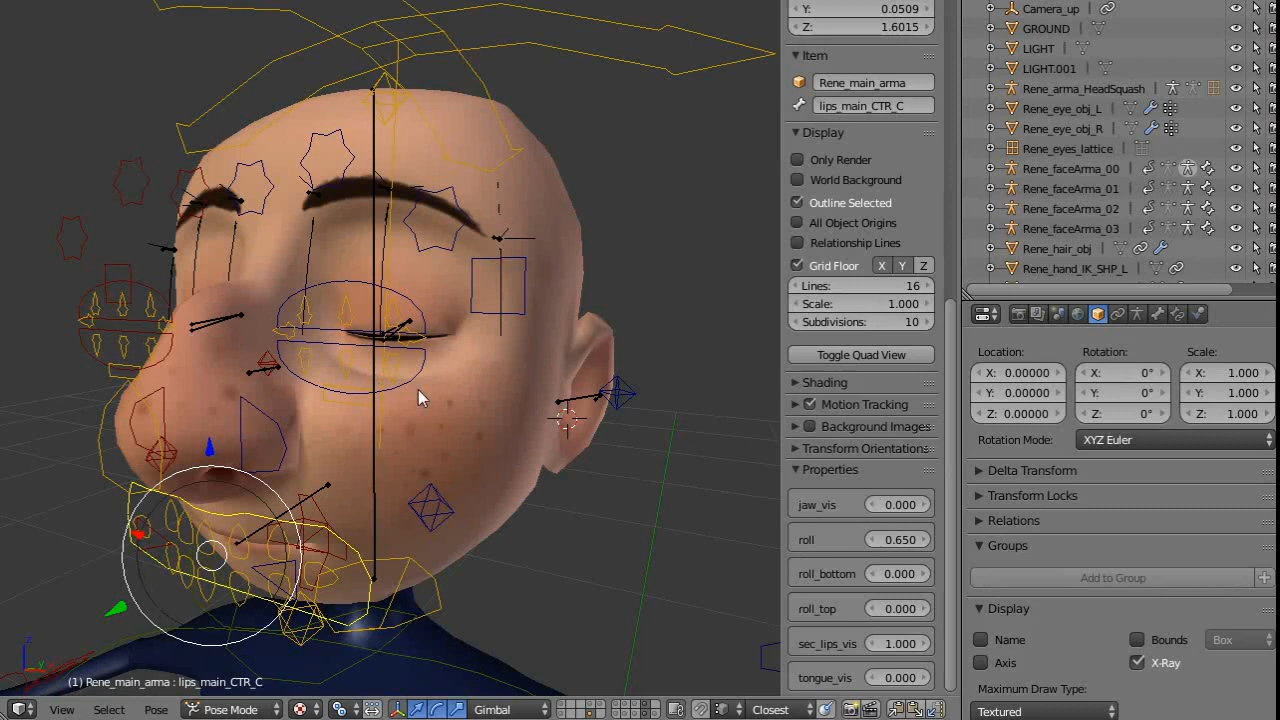 Y: 0.0509
Z: 1.6015
Item
Rene_main_arma
lips_main_CTR_C
Display
Only Render
World Background
Outline Selected
All Object Origins
Relationship Lines
Grid Floor X Y Z
Lines: 16
Scale: 1.000
Subdivisions: 10
Toggle Quad View
Shading
Motion Tracking
Background Images
Transform Orientations
Properties
jaw_vis 0.000
roll 0.650
roll_bottom 0.000
roll_top 0.000
sec_lips_vis 1.000
tongue_vis 0.000
Camera_up
GROUND
LIGHT
LIGHT.001
Rene_arma_HeadSquash
Rene_eye_obj_L
Rene_eye_obj_R
Rene_eyes_lattice
Rene_faceArma_00
Rene_faceArma_01
Rene_faceArma_02
Rene_faceArma_03
Rene_hair_obj
Rene_hand_IK_SHP_L
Location: Rotation: Scale:
X: 0.00000 X: 0° X: 1.000
Y: 0.00000 Y: 0° Y: 1.000
Z: 0.00000 Z: 0° Z: 1.000
Rotation Mode: XYZ Euler
Delta Transform
Transform Locks
Relations
Groups
Add to Group
Display
Name Bounds Box
Axis X-Ray
Maximum Draw Type:
Textured
z
y
(1) Rene_main_arma : lips_main_CTR_C
View Select Pose Pose Mode Gimbal Closest